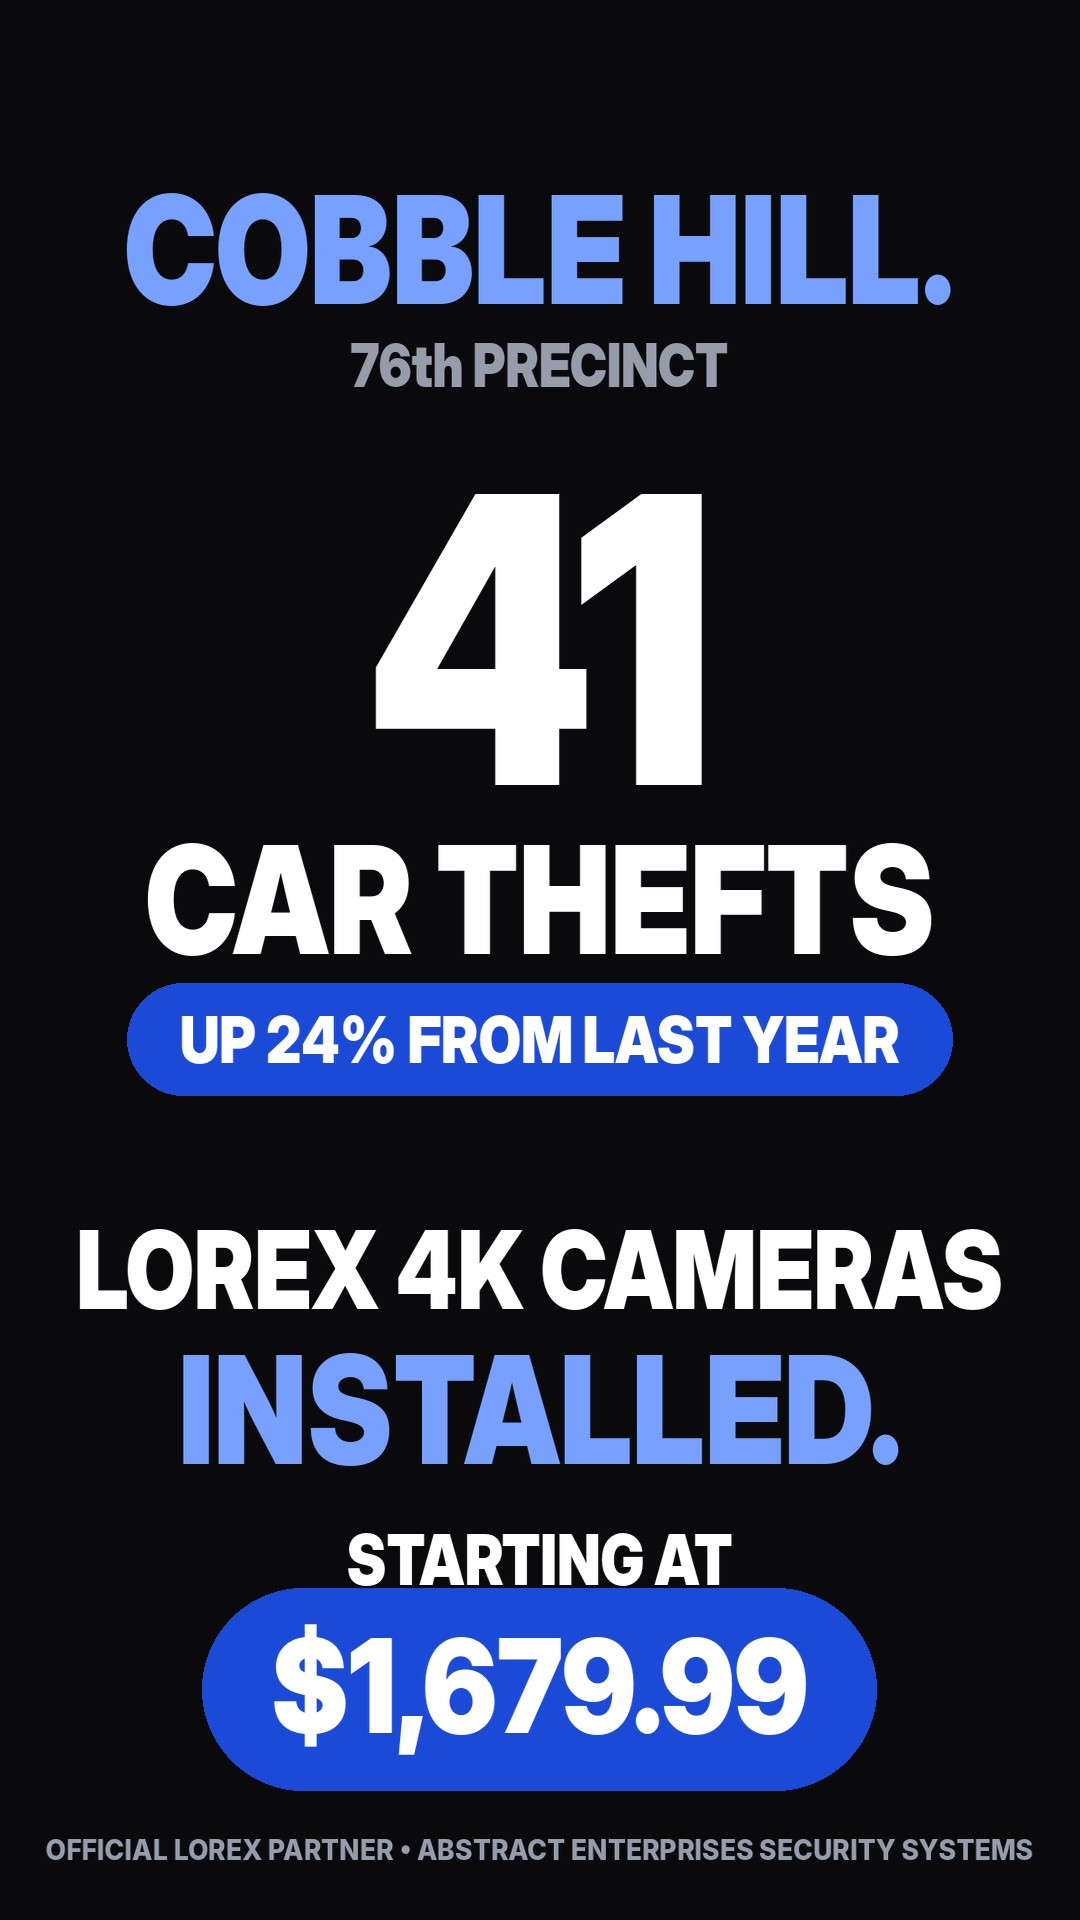 COBBLE HILL.
76th PRECINCT
41
CAR THEFTS
UP 24% FROM LAST YEAR
LOREX 4K CAMERAS
INSTALLED.
STARTING AT
$1,679.99
OFFICIAL LOREX PARTNER • ABSTRACT ENTERPRISES SECURITY SYSTEMS